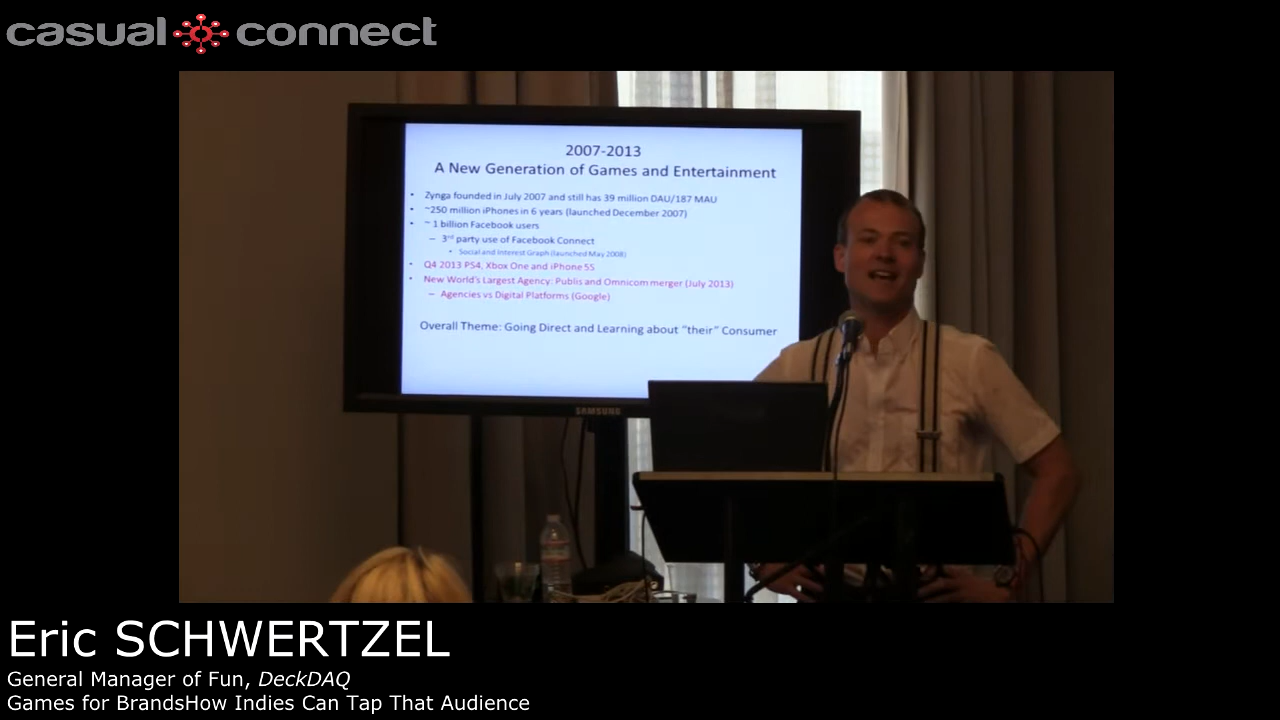 casual connect
2007-2013
A New Generation of Games and Entertainment
• Zynga founded in July 2007 and still has 39 million DAU/187 MAU
• ~250 million iPhones in 6 years (launched December 2007)
• ~ 1 billion Facebook users
– 3rd party use of Facebook Connect
• Social and Interest Graph (launched May 2008)
• Q4 2013 PS4, Xbox One and iPhone 5S
• New World's Largest Agency: Publis and Omnicom merger (July 2013)
– Agencies vs Digital Platforms (Google)
Overall Theme: Going Direct and Learning about "their" Consumer
SAMSUNG
Eric SCHWERTZEL
General Manager of Fun, DeckDAQ
Games for BrandsHow Indies Can Tap That Audience